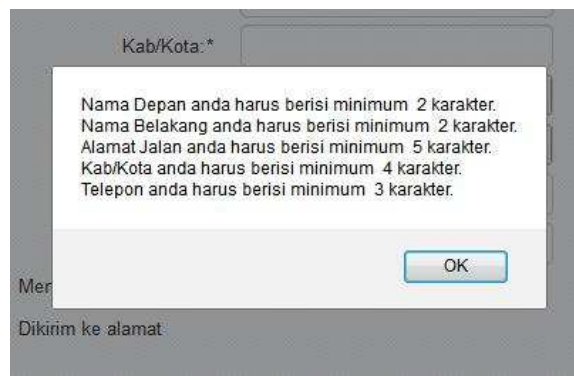 Kab/Kota:*
Nama Depan anda harus berisi minimum 2 karakter.
Nama Belakang anda harus berisi minimum 2 karakter.
Alamat Jalan anda harus berisi minimum 5 karakter.
Kab/Kota anda harus berisi minimum 4 karakter.
Telepon anda harus berisi minimum 3 karakter.
OK
Mer
Dikirim ke alamat